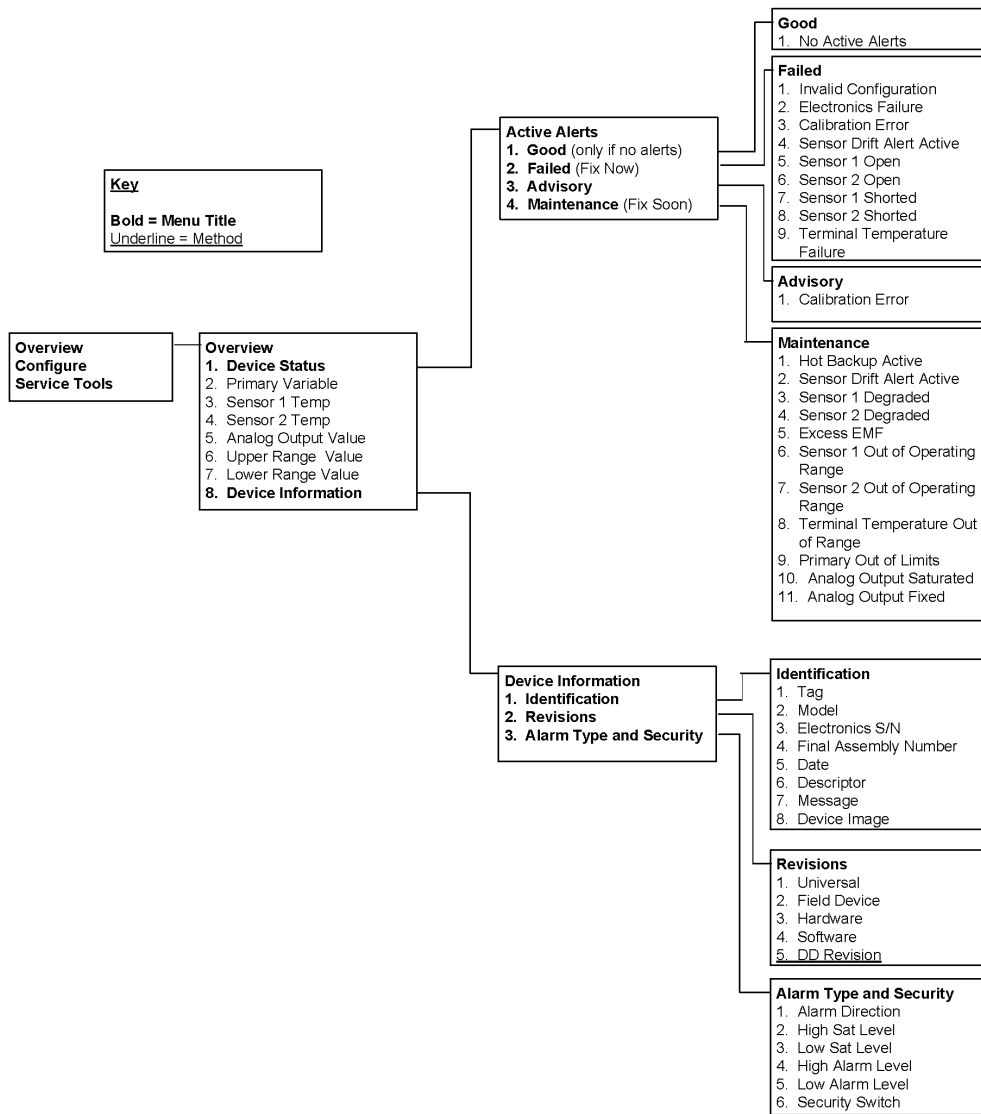 Key
Bold = Menu Title
Underline = Method
Overview
Configure
Service Tools
Overview
1. Device Status
2. Primary Variable
3. Sensor 1 Temp
4. Sensor 2 Temp
5. Analog Output Value
6. Upper Range Value
7. Lower Range Value
8. Device Information
Active Alerts
1. Good (only if no alerts)
2. Failed (Fix Now)
3. Advisory
4. Maintenance (Fix Soon)
Good
1. No Active Alerts
Failed
1. Invalid Configuration
2. Electronics Failure
3. Calibration Error
4. Sensor Drift Alert Active
5. Sensor 1 Open
6. Sensor 2 Open
7. Sensor 1 Shorted
8. Sensor 2 Shorted
9. Terminal Temperature
Failure
Advisory
1. Calibration Error
Maintenance
1. Hot Backup Active
2. Sensor Drift Alert Active
3. Sensor 1 Degraded
4. Sensor 2 Degraded
5. Excess EMF
6. Sensor 1 Out of Operating
Range
7. Sensor 2 Out of Operating
Range
8. Terminal Temperature Out
of Range
9. Primary Out of Limits
10. Analog Output Saturated
11. Analog Output Fixed
Device Information
1. Identification
2. Revisions
3. Alarm Type and Security
Identification
1. Tag
2. Model
3. Electronics S/N
4. Final Assembly Number
5. Date
6. Descriptor
7. Message
8. Device Image
Revisions
1. Universal
2. Field Device
3. Hardware
4. Software
5. DD Revision
Alarm Type and Security
1. Alarm Direction
2. High Sat Level
3. Low Sat Level
4. High Alarm Level
5. Low Alarm Level
6. Security Switch